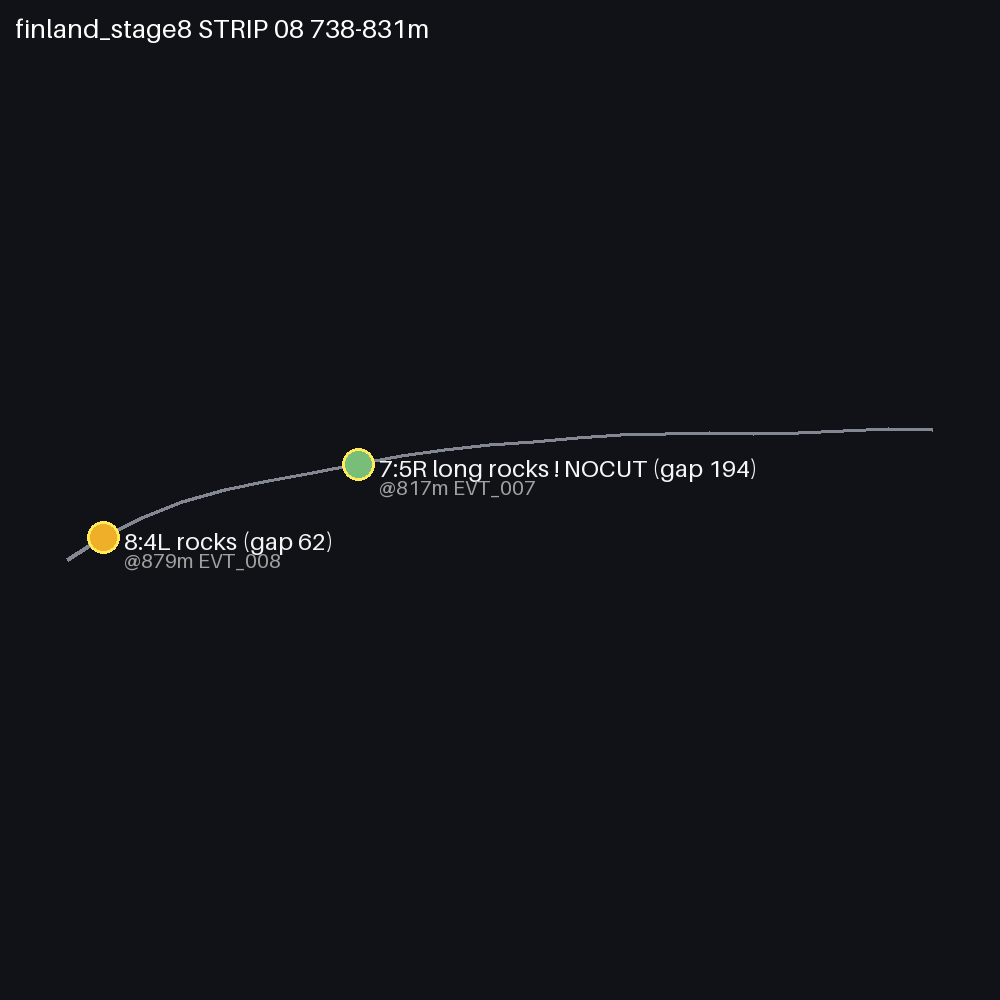 finland_stage8 STRIP 08 738-831m
7:5R long rocks ! NOCUT (gap 194)
@817m EVT_007
8:4L rocks (gap 62)
@879m EVT_008